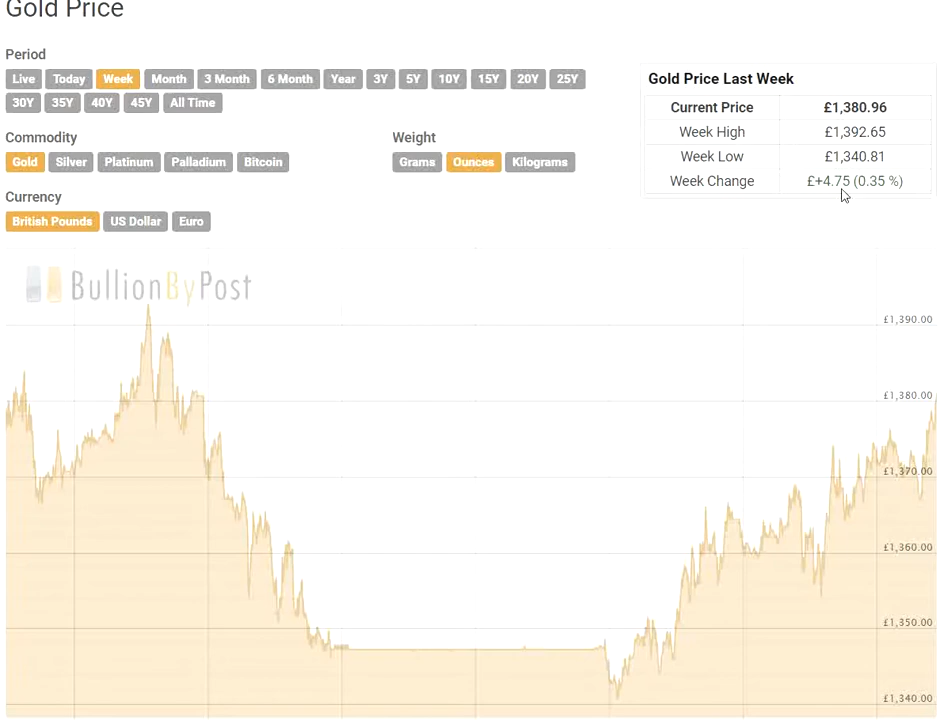 Gold Price
Period
Live Today Week Month 3 Month 6 Month Year 3Y 5Y 10Y 15Y 20Y 25Y
30Y 35Y 40Y 45Y All Time
Commodity
Gold Silver Platinum Palladium Bitcoin
Weight
Grams Ounces Kilograms
Currency
British Pounds US Dollar Euro
Gold Price Last Week
Current Price £1,380.96
Week High £1,392.65
Week Low £1,340.81
Week Change £+4.75 (0.35 %)
BullionByPost
£1,390.00
£1,380.00
£1,370.00
£1,360.00
£1,350.00
£1,340.00